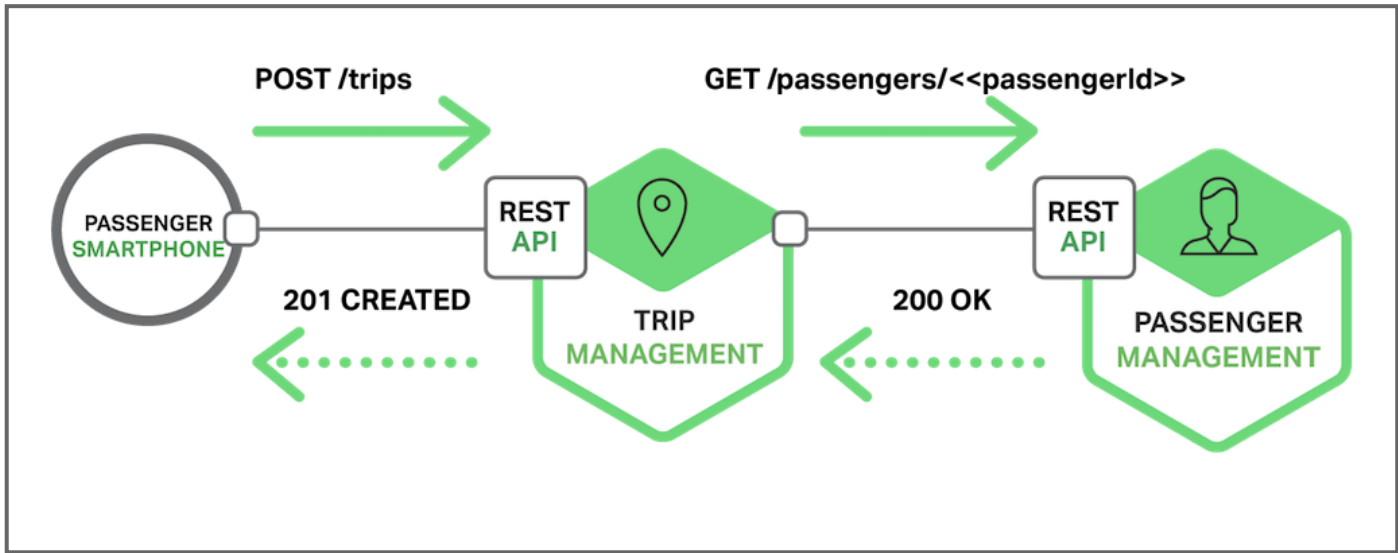 POST /trips
GET /passengers/<<passengerId>>
PASSENGER
SMARTPHONE
REST
API
REST
API
201 CREATED
200 OK
TRIP
MANAGEMENT
PASSENGER
MANAGEMENT